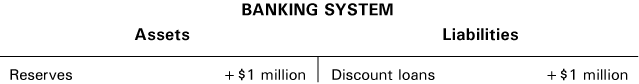 BANKING SYSTEM
Assets Liabilities
Reserves +$1 million Discount loans +$1 million